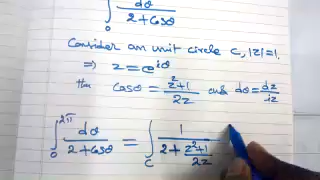 ∫ dθ / 2+cosθ
0
Consider an unit circle C, |z|=1.
⇒ z=e^iθ
the cosθ = z²+1 / 2z and dθ = dz / iz
∫₀^2π dθ / 2+cosθ = ∫_C 1 / 2 + z²+1 / 2z